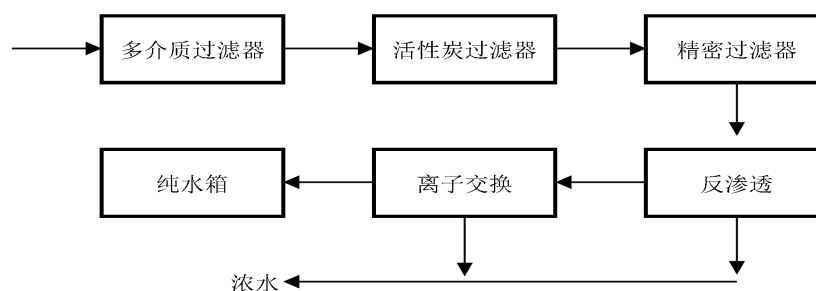 多介质过滤器
活性炭过滤器
精密过滤器
纯水箱
离子交换
反渗透
浓水